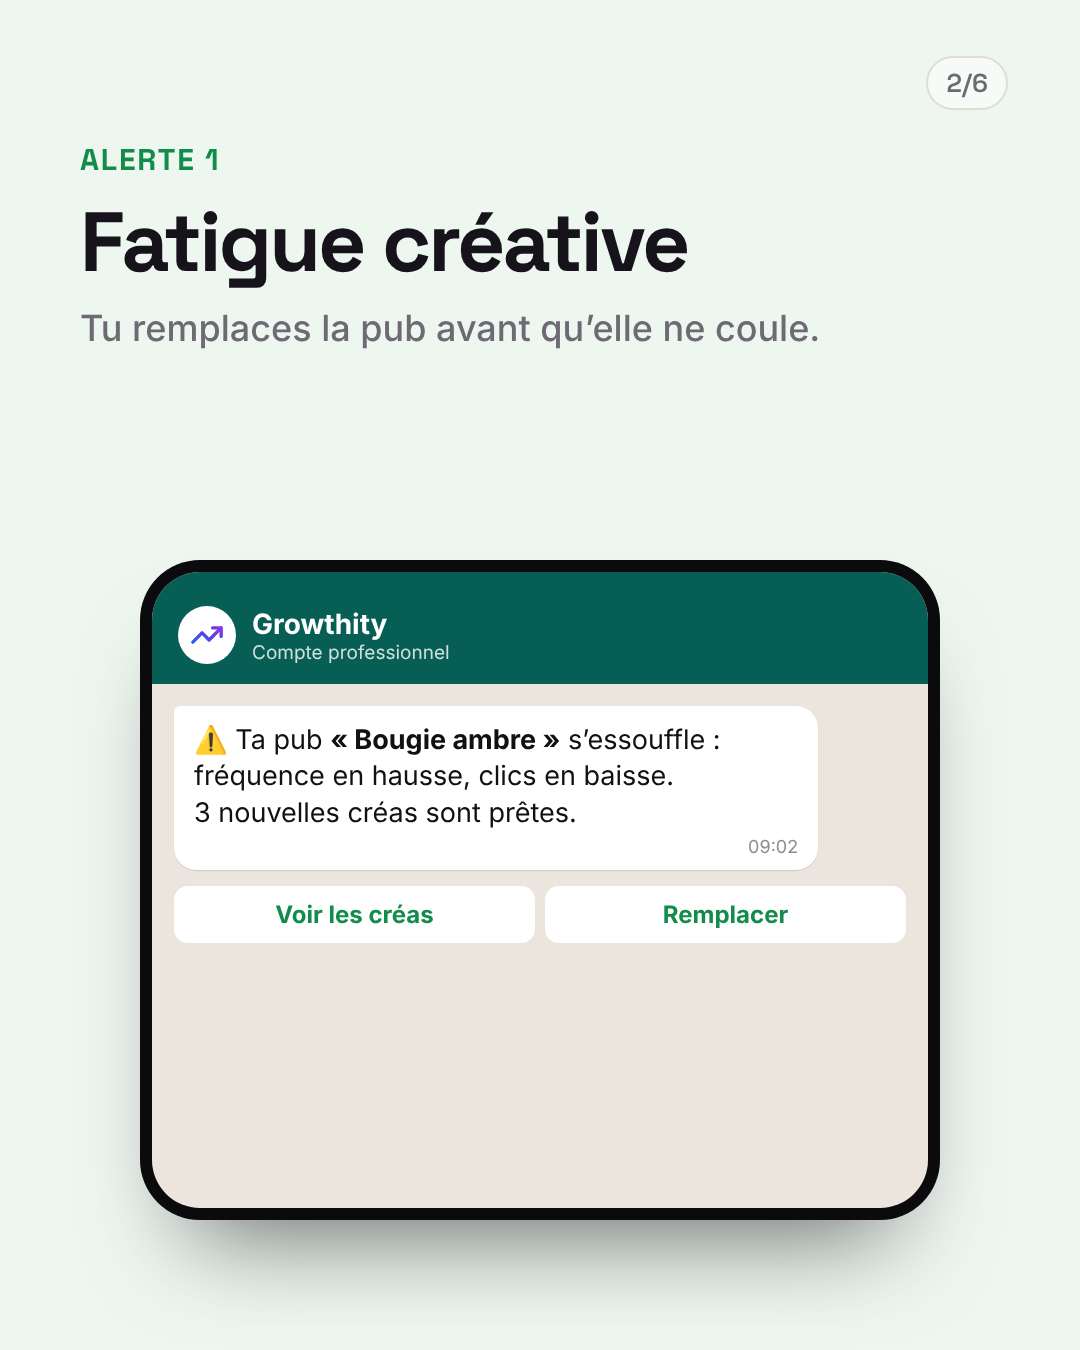 2/6
ALERTE 1
Fatigue créative
Tu remplaces la pub avant qu’elle ne coule.
Growthity
Compte professionnel
⚠️ Ta pub « Bougie ambre » s’essouffle :
fréquence en hausse, clics en baisse.
3 nouvelles créas sont prêtes.
09:02
Voir les créas
Remplacer